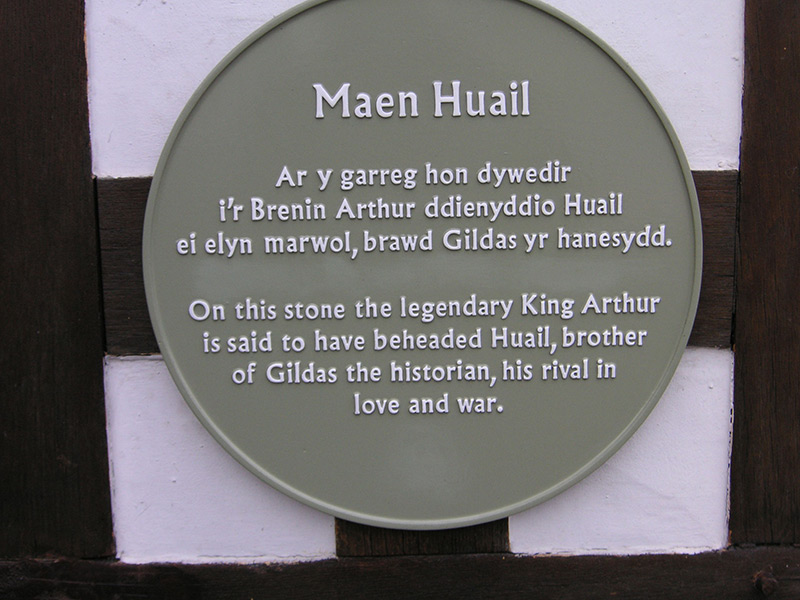 Maen Huail
Ar y garreg hon dywedir
i'r Brenin Arthur ddienyddio Huail
ei elyn marwol, brawd Gildas yr hanesydd.
On this stone the legendary King Arthur
is said to have beheaded Huail, brother
of Gildas the historian, his rival in
love and war.